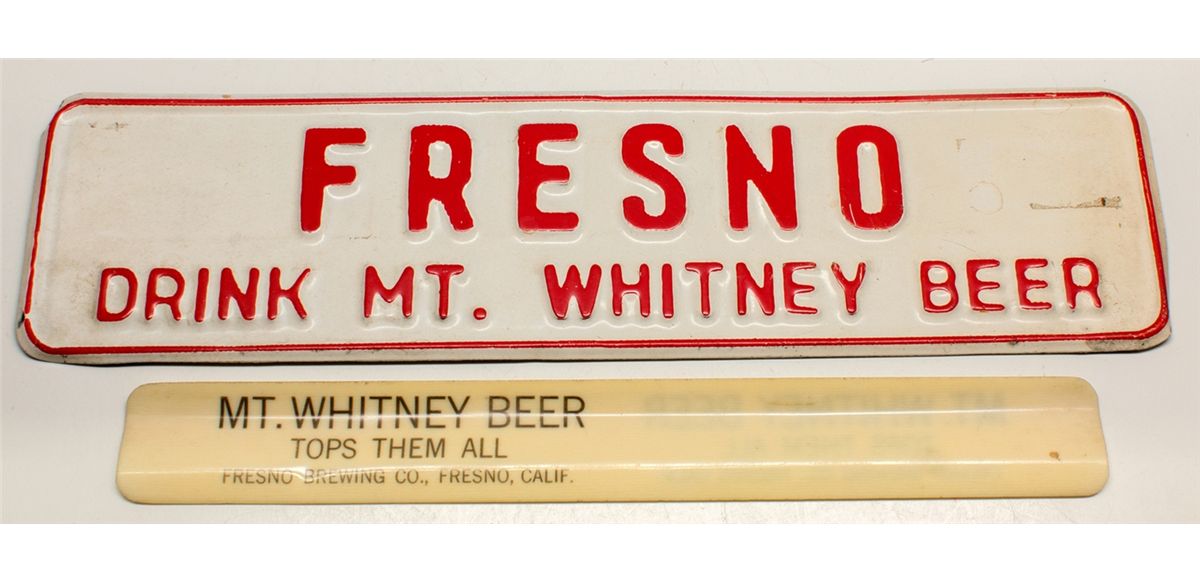 FRESNO
DRINK MT. WHITNEY BEER
MT. WHITNEY BEER
TOPS THEM ALL
FRESNO BREWING CO., FRESNO, CALIF.